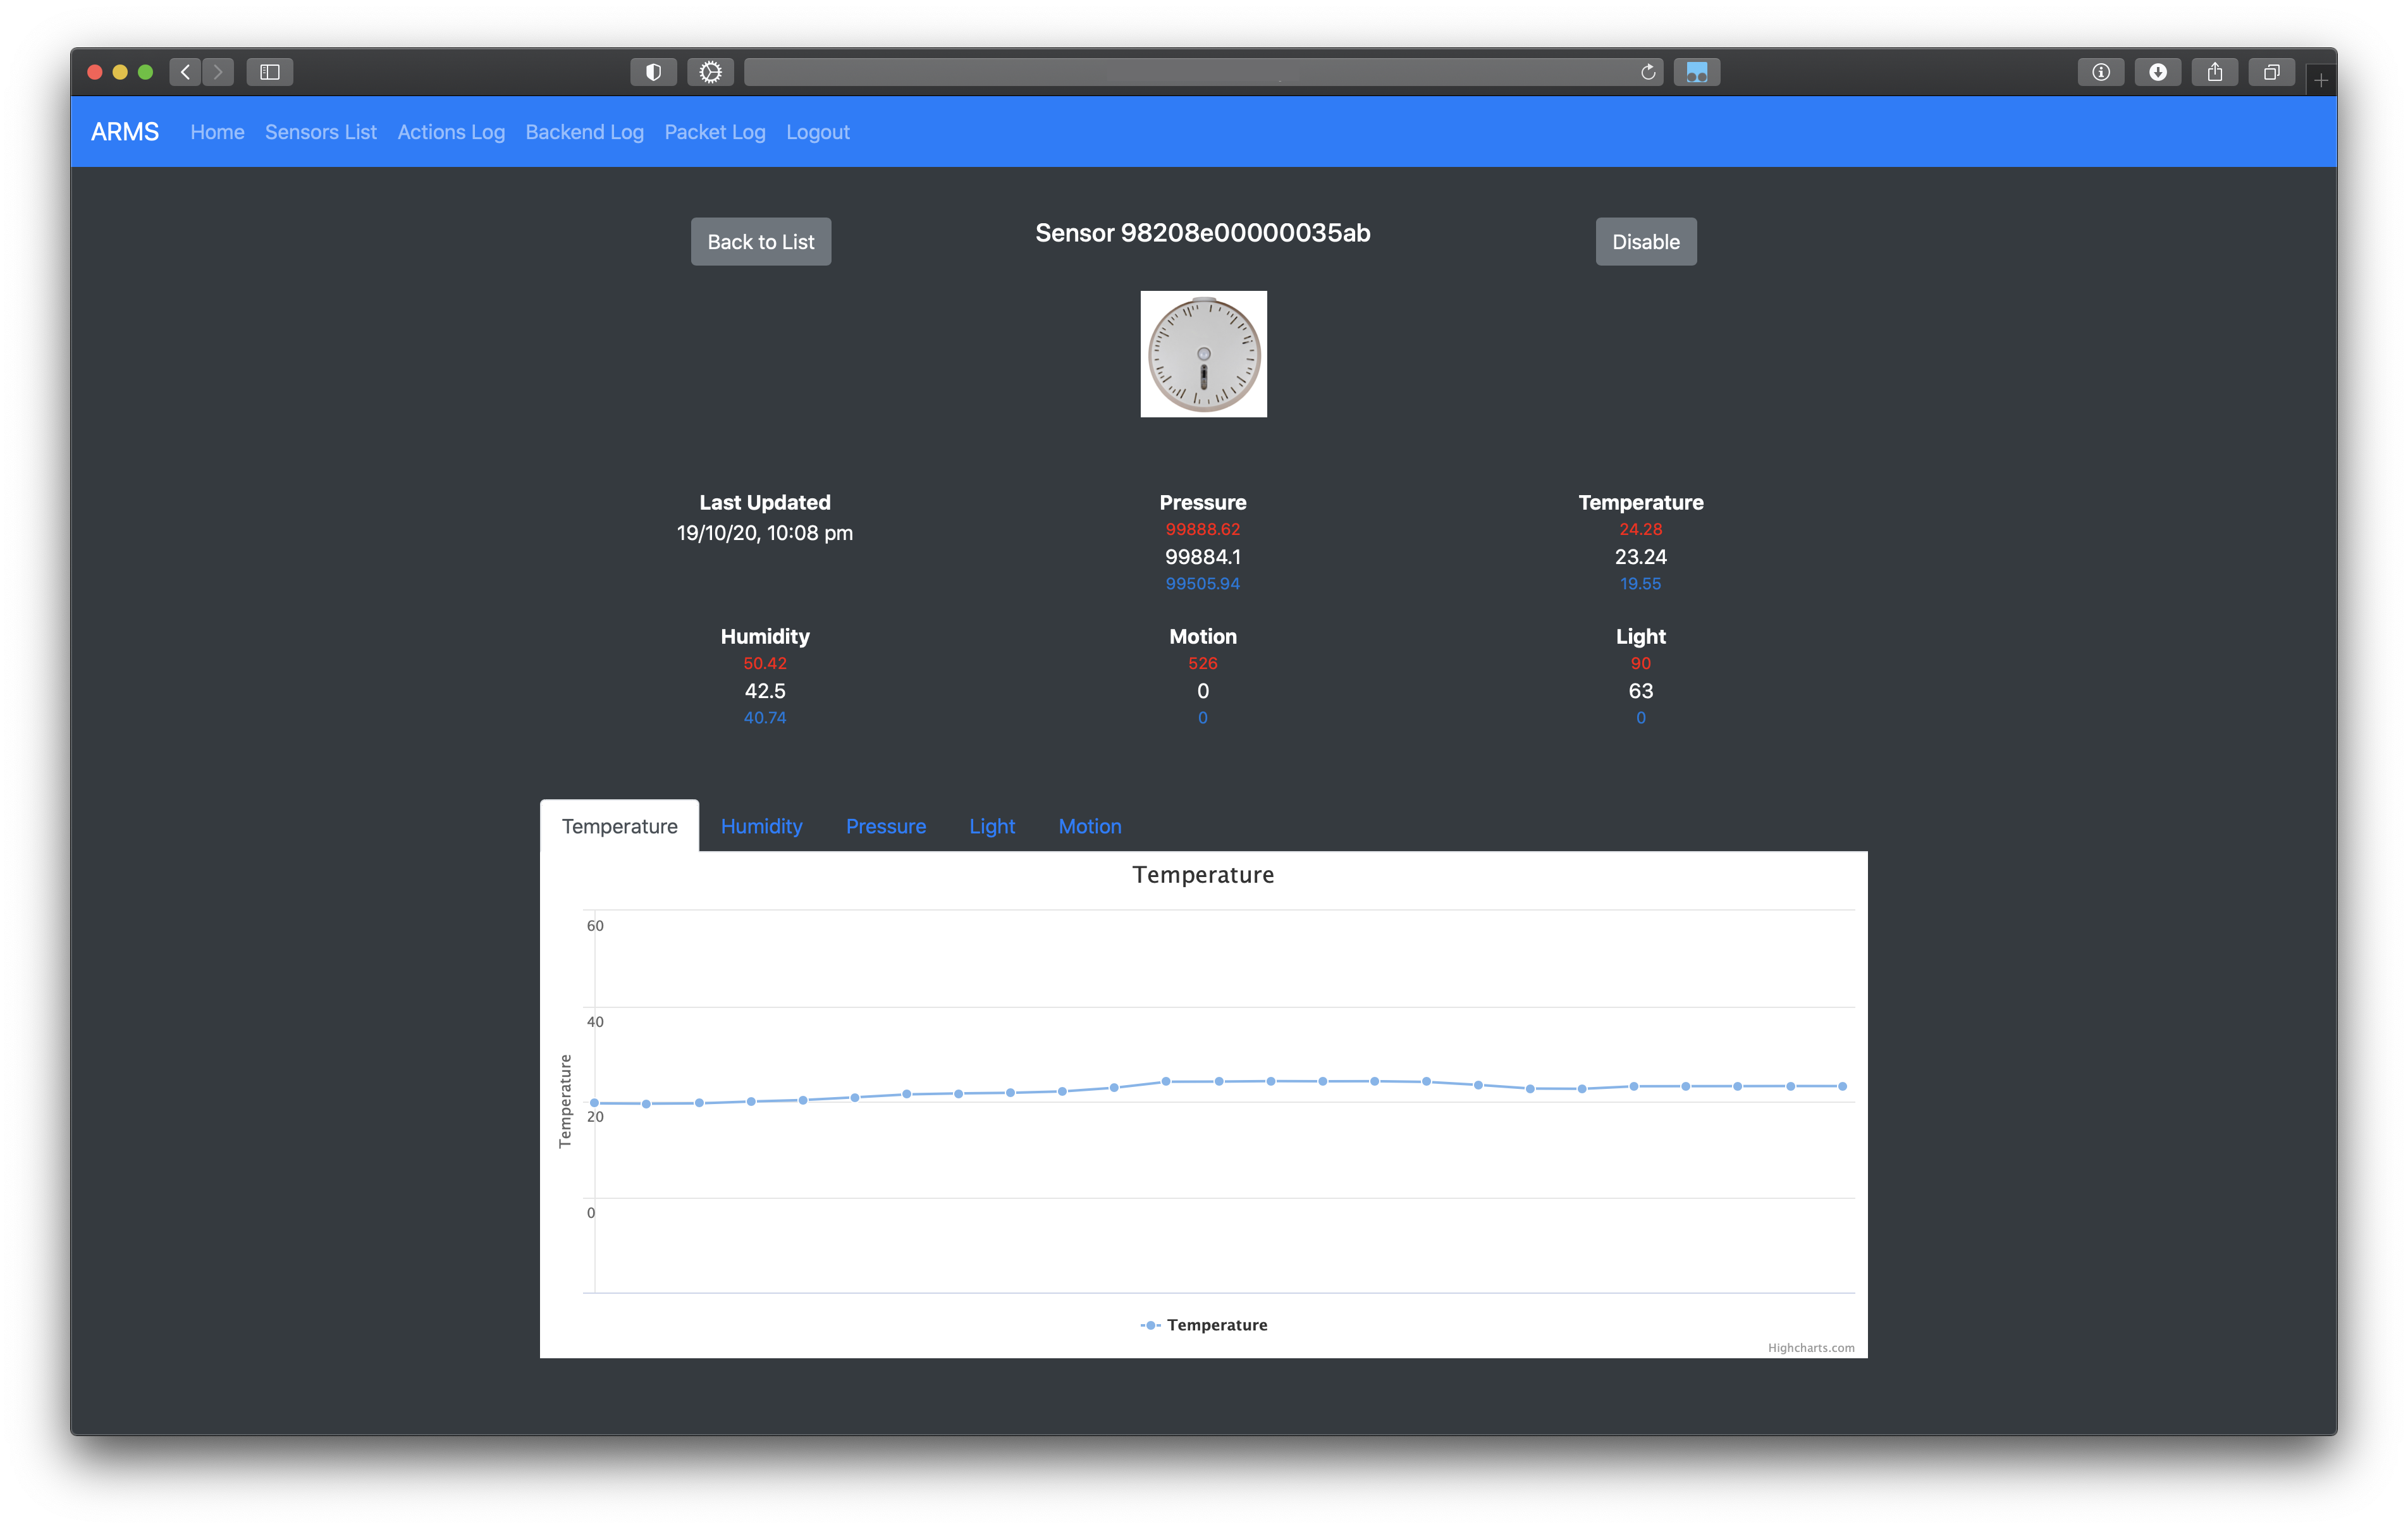 ARMS Home Sensors List Actions Log Backend Log Packet Log Logout
Back to List Sensor 98208e00000035ab Disable
Last Updated
19/10/20, 10:08 pm
Pressure
99888.62
99884.1
99505.94
Temperature
24.28
23.24
19.55
Humidity
50.42
42.5
40.74
Motion
526
0
0
Light
90
63
0
Temperature Humidity Pressure Light Motion
Temperature
60
40
20
0
Temperature
Temperature
Highcharts.com